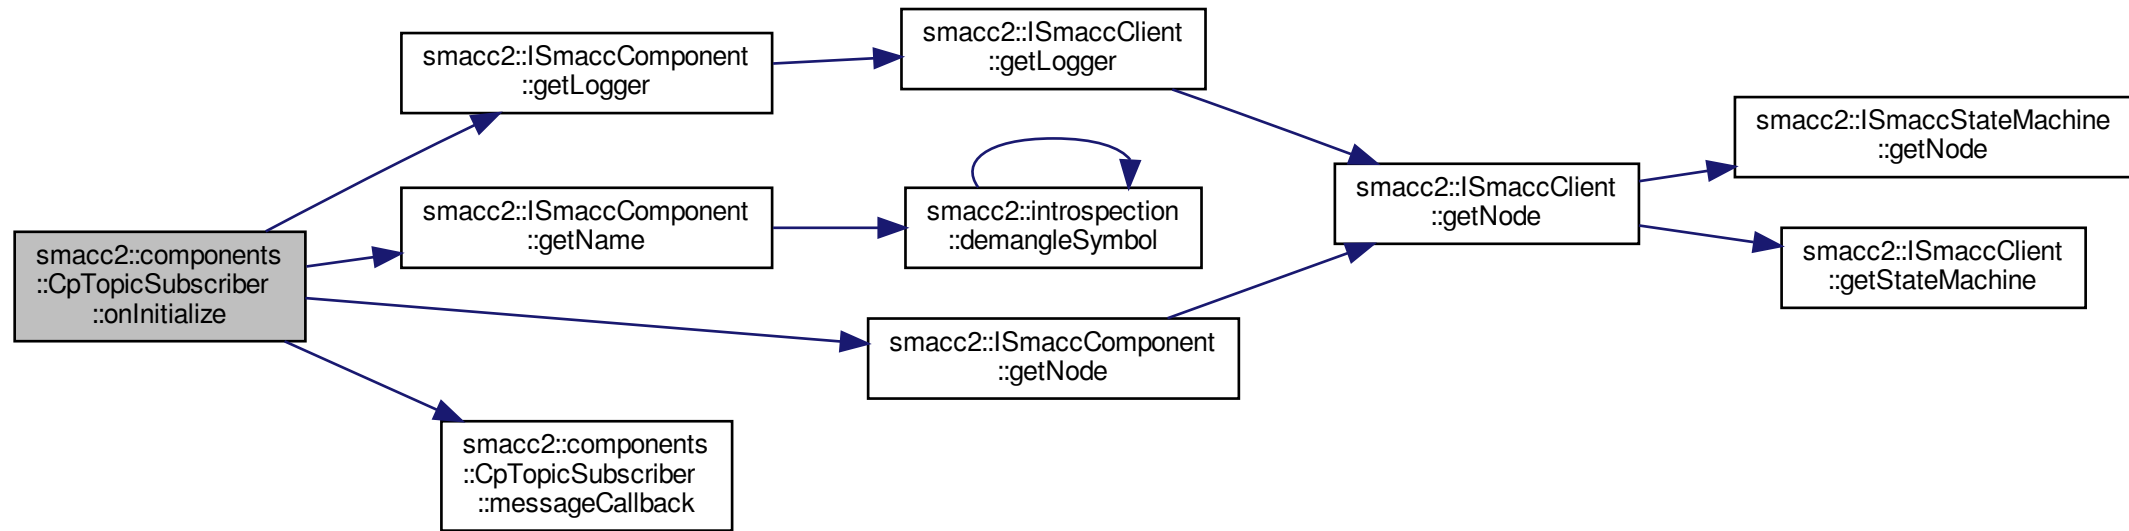 smacc2::components
::CpTopicSubscriber
::onInitialize
smacc2::ISmaccComponent
::getLogger
smacc2::ISmaccClient
::getLogger
smacc2::ISmaccComponent
::getName
smacc2::introspection
::demangleSymbol
smacc2::ISmaccComponent
::getNode
smacc2::ISmaccClient
::getNode
smacc2::ISmaccStateMachine
::getNode
smacc2::ISmaccClient
::getStateMachine
smacc2::components
::CpTopicSubscriber
::messageCallback